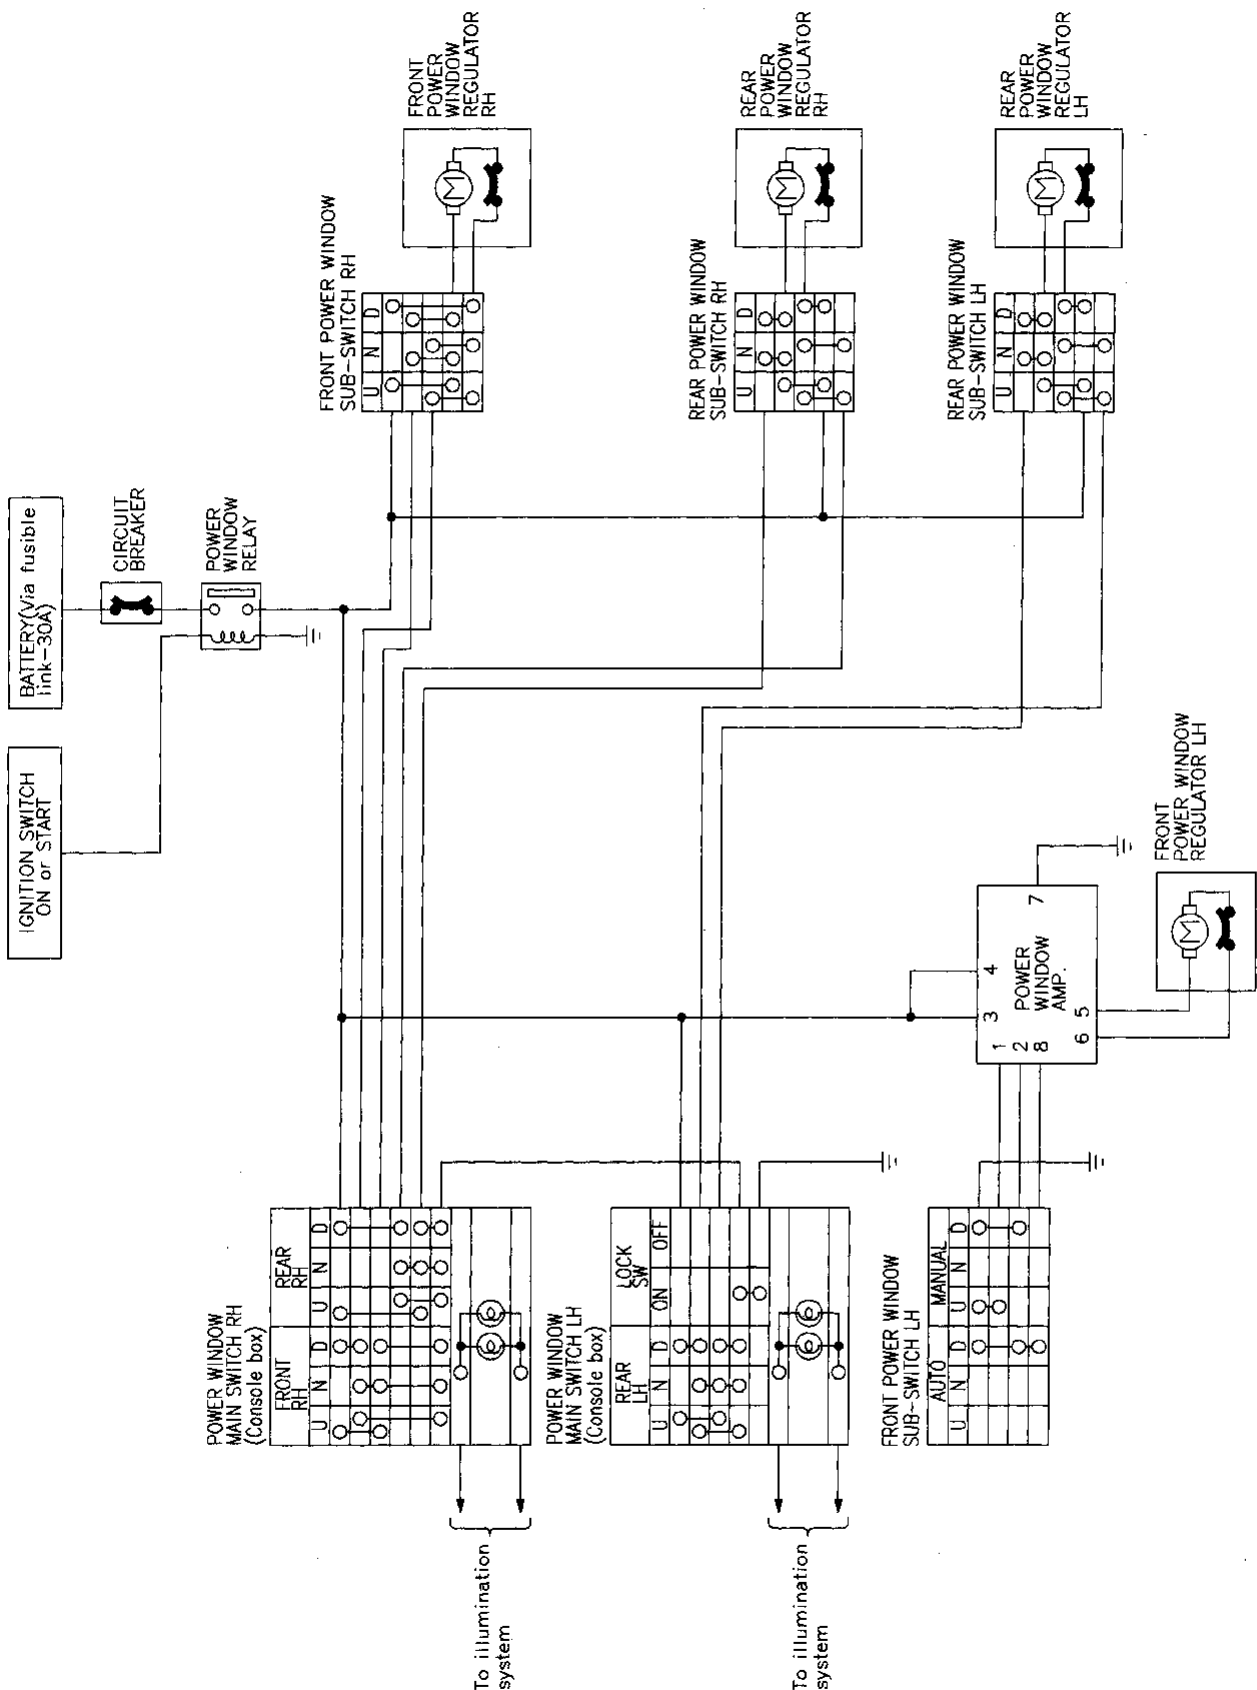 BATTERY(Via fusible
link-30A)
IGNITION SWITCH
ON or START
CIRCUIT
BREAKER
POWER
WINDOW
RELAY
FRONT
POWER
WINDOW
REGULATOR
RH
M
FRONT POWER WINDOW
SUB-SWITCH RH
U N D
REAR
POWER
WINDOW
REGULATOR
RH
M
REAR POWER WINDOW
SUB-SWITCH RH
U N D
REAR
POWER
WINDOW
REGULATOR
LH
M
REAR POWER WINDOW
SUB-SWITCH LH
U N D
POWER WINDOW
MAIN SWITCH RH
(Console box)
FRONT
RH
REAR
RH
U N D U N D
To illumination
system
POWER WINDOW
MAIN SWITCH LH
(Console box)
REAR
LH
LOCK
SW
U N D ON OFF
To illumination
system
FRONT POWER WINDOW
SUB-SWITCH LH
AUTO MANUAL
U N D U N D
1
2
8
3
4
POWER
WINDOW
AMP.
7
6 5
FRONT
POWER WINDOW
REGULATOR LH
M